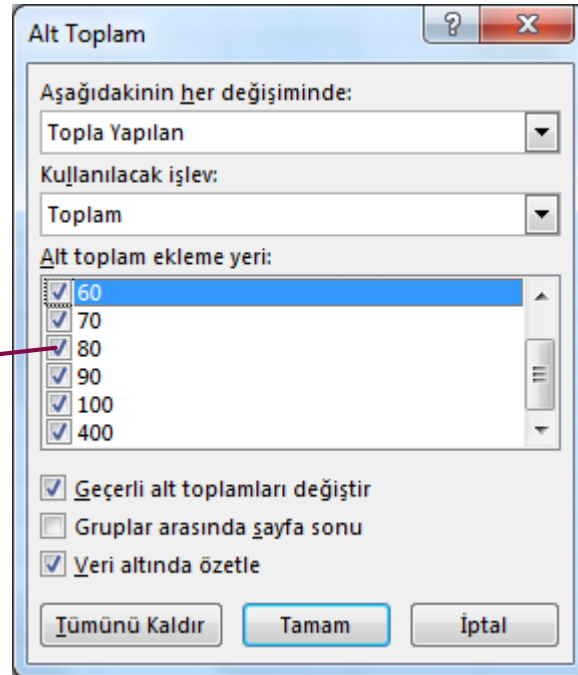 Alt Toplam
Aşağıdakinin her değişiminde:
Topla Yapılan
Kullanılacak işlev:
Toplam
Alt toplam ekleme yeri:
60
70
80
90
100
400
Geçerli alt toplamları değiştir
Gruplar arasında sayfa sonu
Veri altında özetle
Tümünü Kaldır Tamam İptal